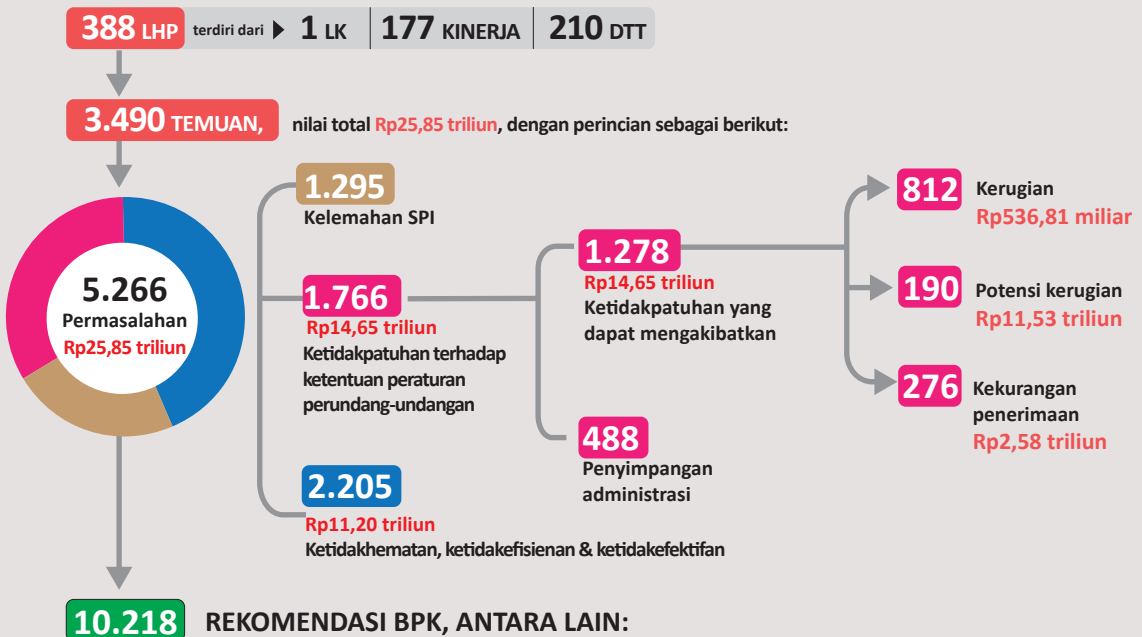 388 LHP terdiri dari 1 LK 177 KINERJA 210 DTT
3.490 TEMUAN, nilai total Rp25,85 triliun, dengan perincian sebagai berikut:
5.266
Permasalahan
Rp25,85 triliun
1.295
Kelemahan SPI
1.766
Rp14,65 triliun
Ketidakpatuhan terhadap
ketentuan peraturan
perundang-undangan
2.205
Rp11,20 triliun
Ketidakhematan, ketidakefisienan & ketidakefektifan
1.278
Rp14,65 triliun
Ketidakpatuhan yang
dapat mengakibatkan
488
Penyimpangan
administrasi
812 Kerugian
Rp536,81 miliar
190 Potensi kerugian
Rp11,53 triliun
276 Kekurangan
penerimaan
Rp2,58 triliun
10.218 REKOMENDASI BPK, ANTARA LAIN: